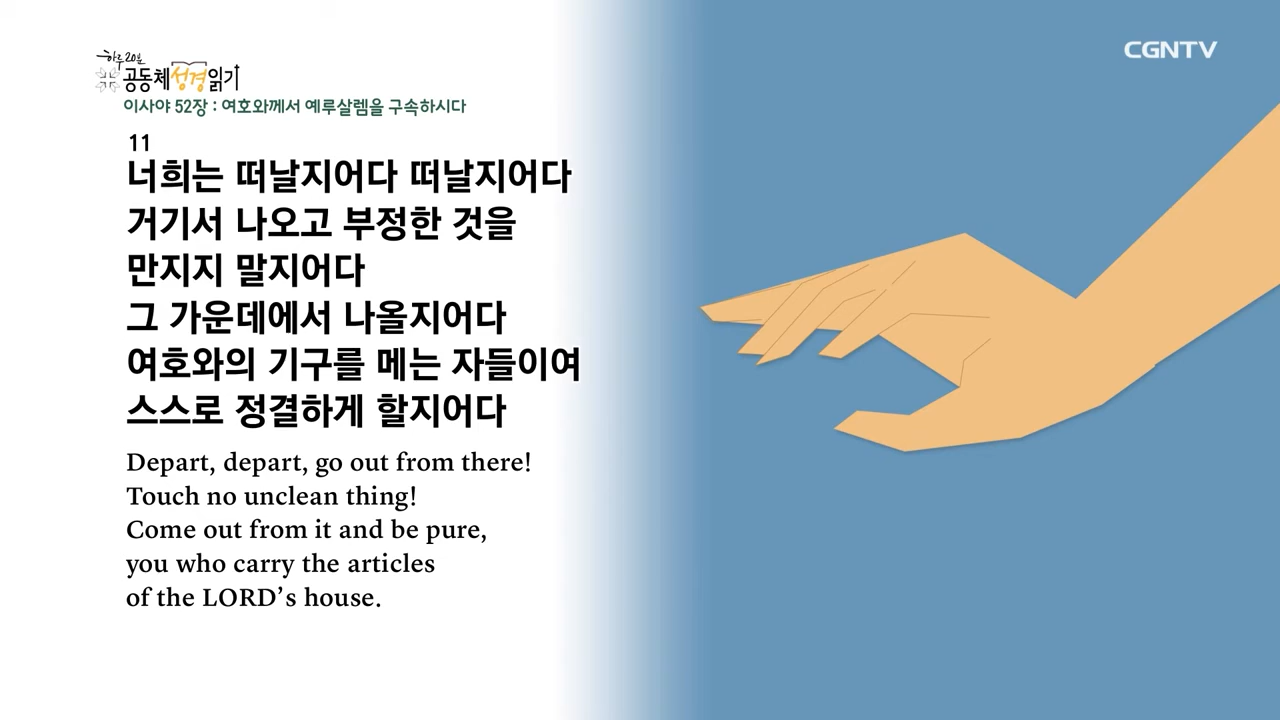 CGNTV
하루 20분
공동체성경읽기
이사야 52장 : 여호와께서 예루살렘을 구속하시다
11
너희는 떠날지어다 떠날지어다
거기서 나오고 부정한 것을
만지지 말지어다
그 가운데에서 나올지어다
여호와의 기구를 메는 자들이여
스스로 정결하게 할지어다
Depart, depart, go out from there!
Touch no unclean thing!
Come out from it and be pure,
you who carry the articles
of the LORD’s house.